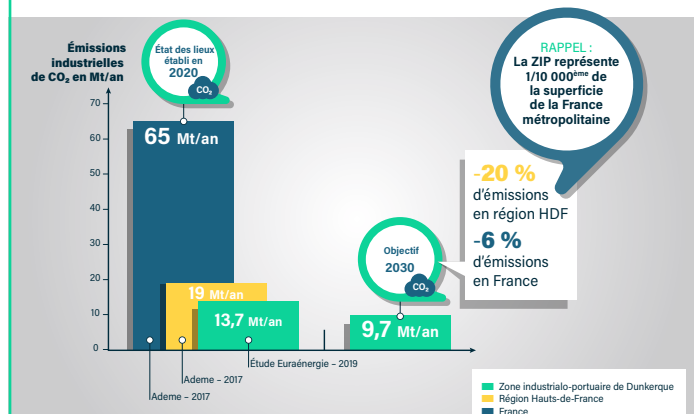 Émissions
industrielles
de CO₂ en Mt/an
État des lieux
établi en
2020
CO₂
RAPPEL :
La ZIP représente
1/10 000ème de
la superficie
de la France
métropolitaine
70
60
50
40
30
20
10
0
65 Mt/an
19 Mt/an
13,7 Mt/an
9,7 Mt/an
Objectif
2030
CO₂
-20 %
d'émissions
en région HDF
-6 %
d'émissions
en France
Étude Euraénergie – 2019
Ademe – 2017
Ademe – 2017
Zone industrialo-portuaire de Dunkerque
Région Hauts-de-France
France